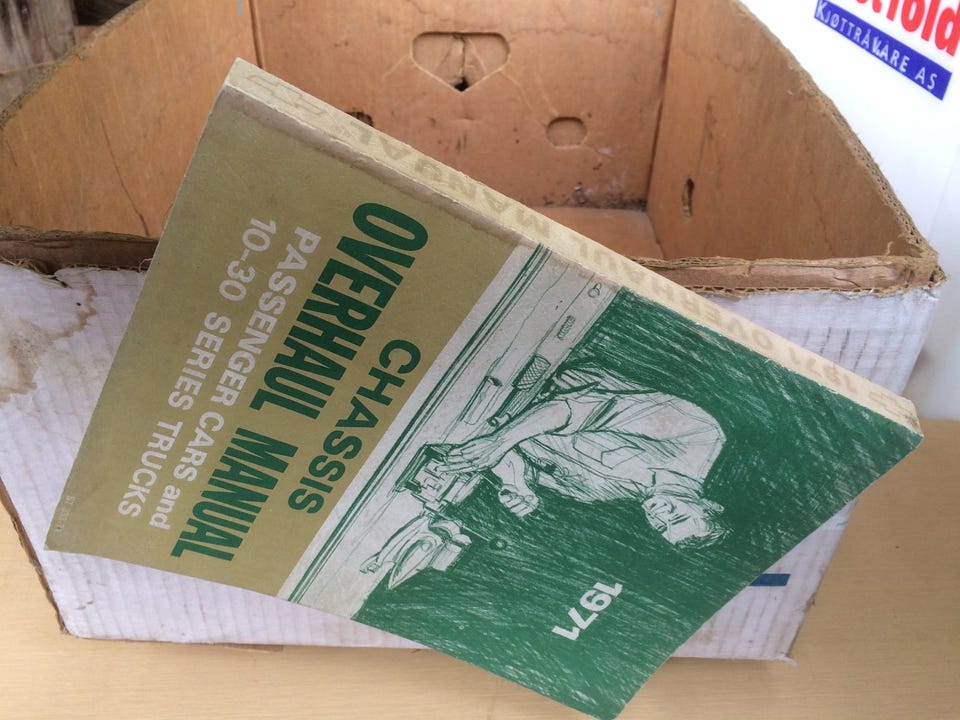 CHASSIS
OVERHAUL MANUAL
PASSENGER CARS and
10-30 SERIES TRUCKS
1971
1971 OVERHAUL MANUAL
KJØTTRÅVARE AS